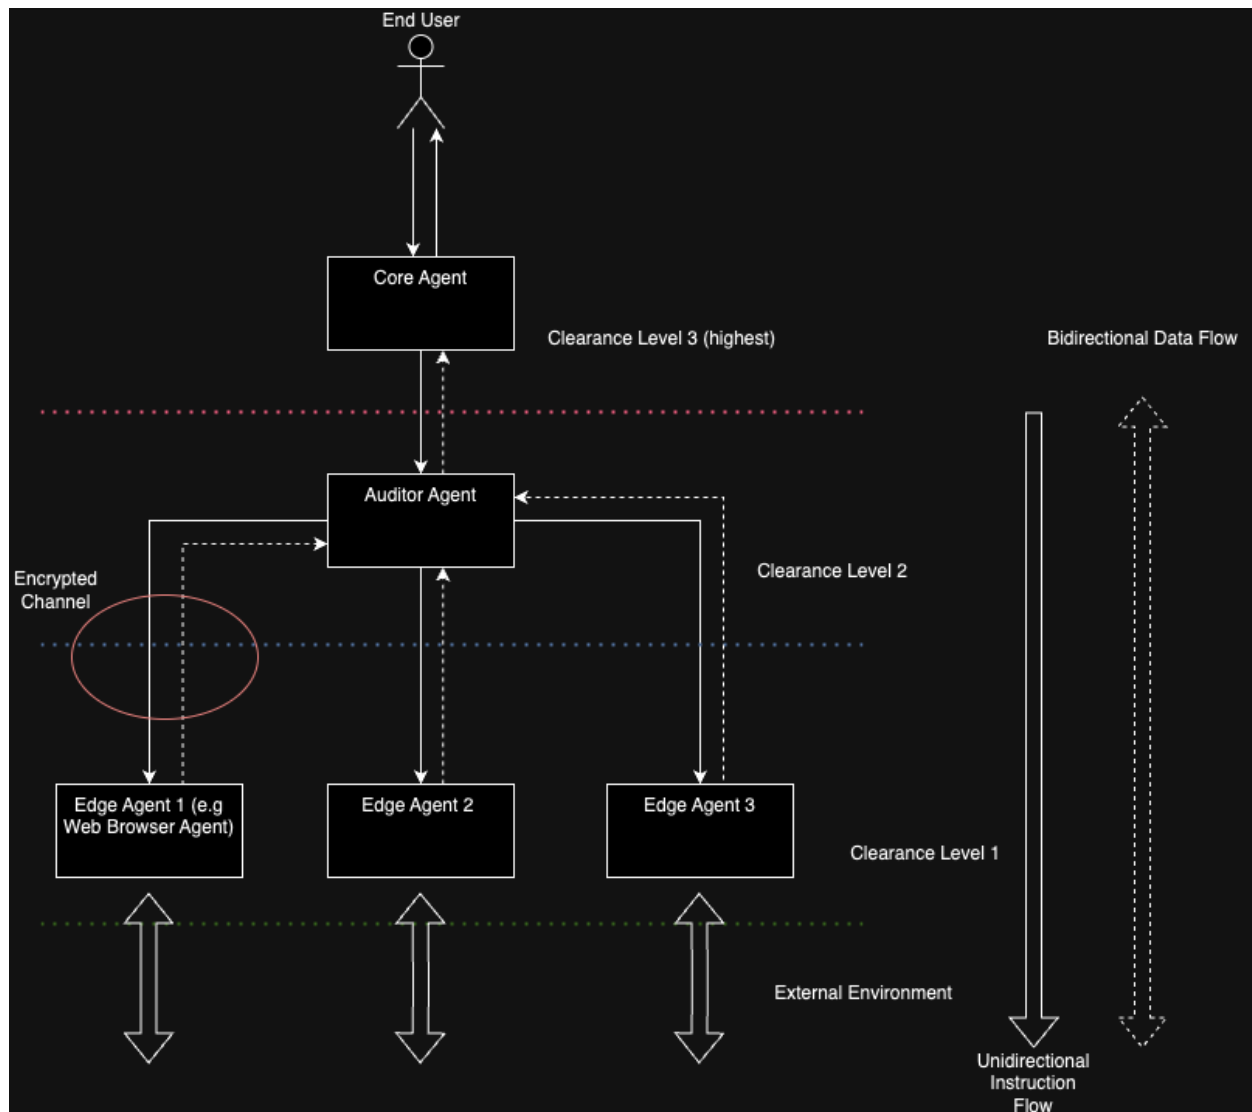 End User
Core Agent
Clearance Level 3 (highest)
Bidirectional Data Flow
Auditor Agent
Encrypted
Channel
Clearance Level 2
Edge Agent 1 (e.g
Web Browser Agent)
Edge Agent 2
Edge Agent 3
Clearance Level 1
External Environment
Unidirectional
Instruction
Flow